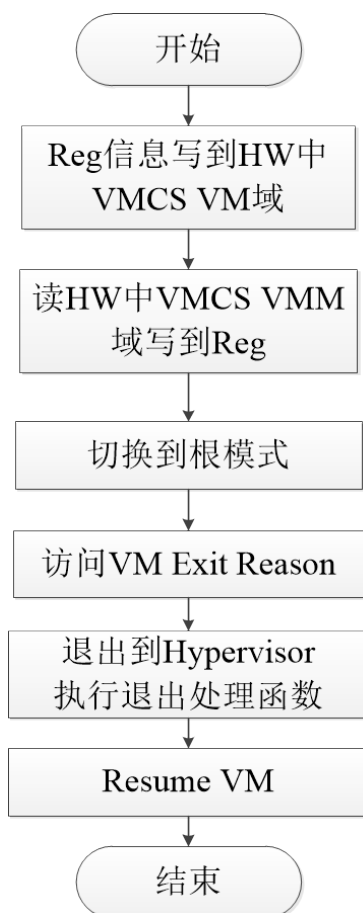 开始
Reg信息写到HW中
VMCS VM域
读HW中VMCS VMM
域写到Reg
切换到根模式
访问VM Exit Reason
退出到Hypervisor
执行退出处理函数
Resume VM
结束